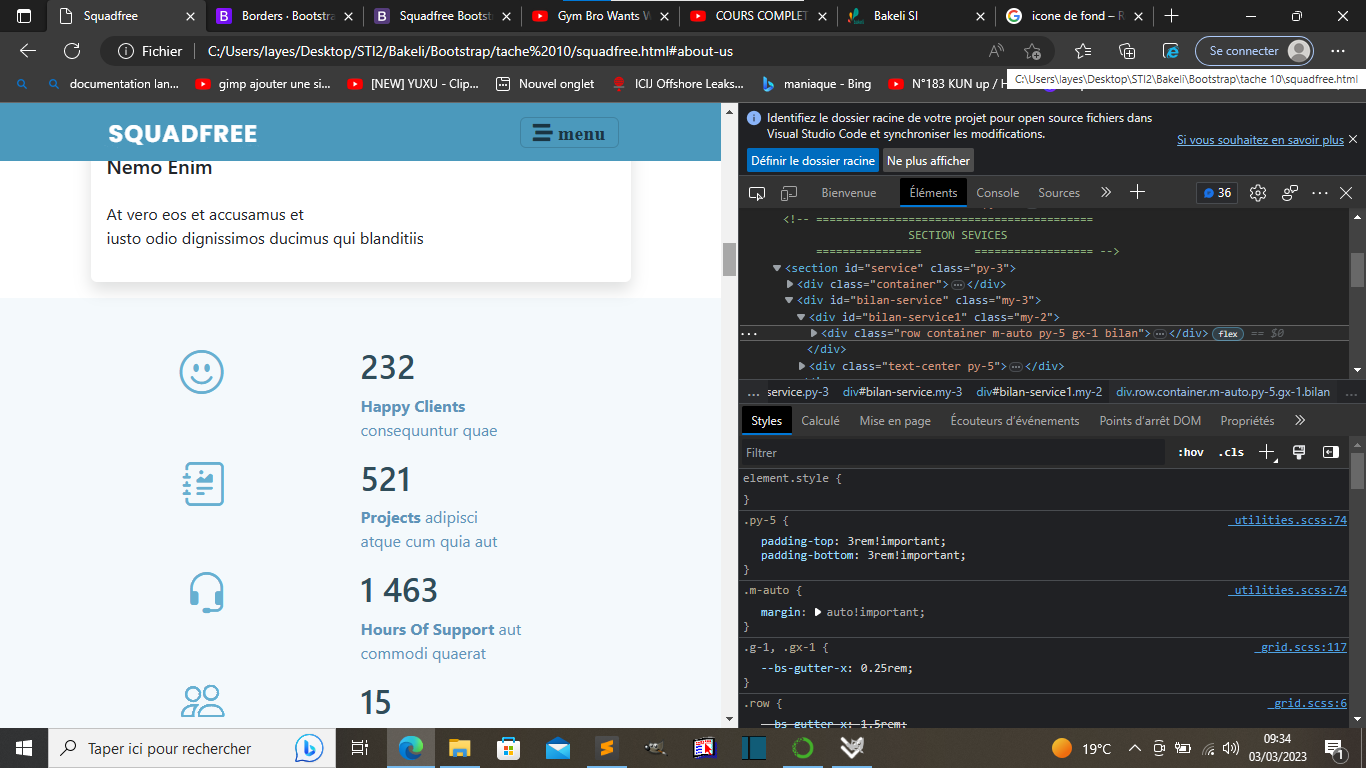 Squadfree
Borders · Bootstra
Squadfree Bootst
Gym Bro Wants W
COURS COMPLET
Bakeli SI
icone de fond – R
Fichier
C:/Users/layes/Desktop/STI2/Bakeli/Bootstrap/tache%2010/squadfree.html#about-us
Se connecter
C:\Users\layes\Desktop\STI2\Bakeli\Bootstrap\tache 10\squadfree.html
documentation lan...
gimp ajouter une si...
[NEW] YUXU - Clip...
Nouvel onglet
ICIJ Offshore Leaks...
maniaque - Bing
N°183 KUN up / H
SQUADFREE
menu
Nemo Enim
At vero eos et accusamus et
iusto odio dignissimos ducimus qui blanditiis
232
Happy Clients
consequuntur quae
521
Projects adipisci
atque cum quia aut
1 463
Hours Of Support aut
commodi quaerat
15
Identifiez le dossier racine de votre projet pour open source fichiers dans
Visual Studio Code et synchroniser les modifications.
Si vous souhaitez en savoir plus
Définir le dossier racine
Ne plus afficher
Bienvenue
Éléments
Console
Sources
36
<!-- ==========================================
SECTION SEVICES
================ ================== -->
<section id="service" class="py-3">
<div class="container">…</div>
<div id="bilan-service" class="my-3">
<div id="bilan-service1" class="my-2">
<div class="row container m-auto py-5 gx-1 bilan">…</div> flex == $0
</div>
<div class="text-center py-5">…</div>
... service.py-3 div#bilan-service.my-3 div#bilan-service1.my-2 div.row.container.m-auto.py-5.gx-1.bilan ...
Styles
Calculé
Mise en page
Écouteurs d'événements
Points d'arrêt DOM
Propriétés
Filtrer
:hov
.cls
element.style {
}
.py-5 {
_utilities.scss:74
padding-top: 3rem!important;
padding-bottom: 3rem!important;
}
.m-auto {
_utilities.scss:74
margin: auto!important;
}
.g-1, .gx-1 {
_grid.scss:117
--bs-gutter-x: 0.25rem;
}
.row {
_grid.scss:6
--bs-gutter-x: 1.5rem;
Taper ici pour rechercher
19°C
09:34
03/03/2023
1